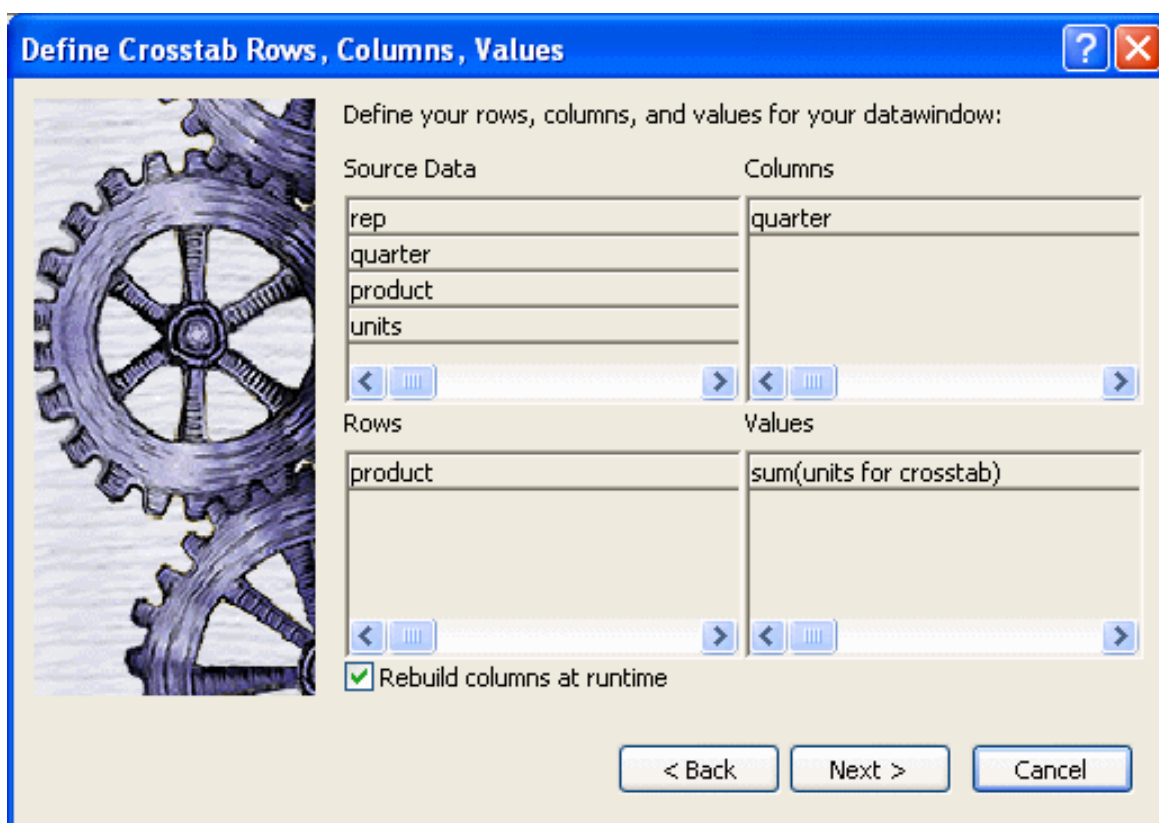 Define Crosstab Rows, Columns, Values
?
Define your rows, columns, and values for your datawindow:
Source Data
rep
quarter
product
units
Columns
quarter
Rows
product
Values
sum(units for crosstab)
Rebuild columns at runtime
< Back
Next >
Cancel